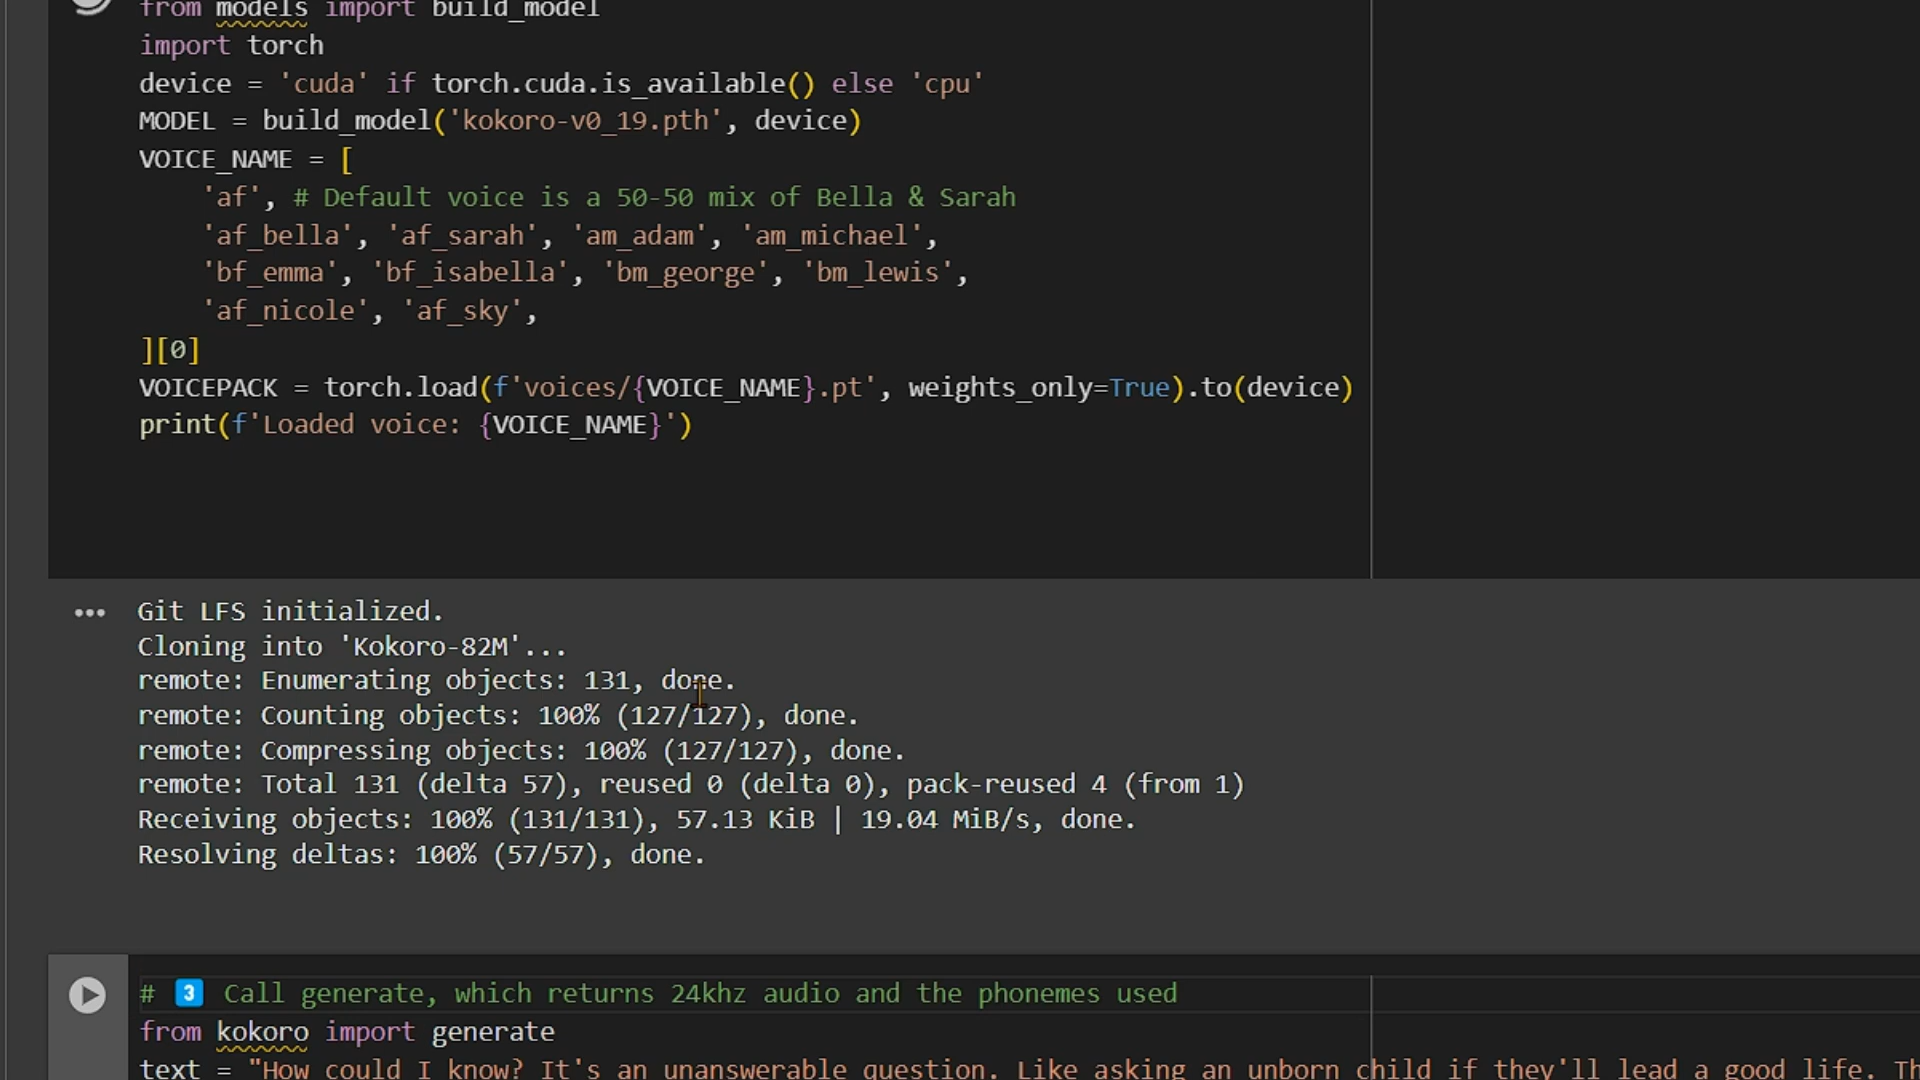 from models import build_model
import torch
device = 'cuda' if torch.cuda.is_available() else 'cpu'
MODEL = build_model('kokoro-v0_19.pth', device)
VOICE_NAME = [
    'af', # Default voice is a 50-50 mix of Bella & Sarah
    'af_bella', 'af_sarah', 'am_adam', 'am_michael',
    'bf_emma', 'bf_isabella', 'bm_george', 'bm_lewis',
    'af_nicole', 'af_sky',
][0]
VOICEPACK = torch.load(f'voices/{VOICE_NAME}.pt', weights_only=True).to(device)
print(f'Loaded voice: {VOICE_NAME}')
Git LFS initialized.
Cloning into 'Kokoro-82M'...
remote: Enumerating objects: 131, done.
remote: Counting objects: 100% (127/127), done.
remote: Compressing objects: 100% (127/127), done.
remote: Total 131 (delta 57), reused 0 (delta 0), pack-reused 4 (from 1)
Receiving objects: 100% (131/131), 57.13 KiB | 19.04 MiB/s, done.
Resolving deltas: 100% (57/57), done.
# 3 Call generate, which returns 24khz audio and the phonemes used
from kokoro import generate
text = "How could I know? It's an unanswerable question. Like asking an unborn child if they'll lead a good life. Th